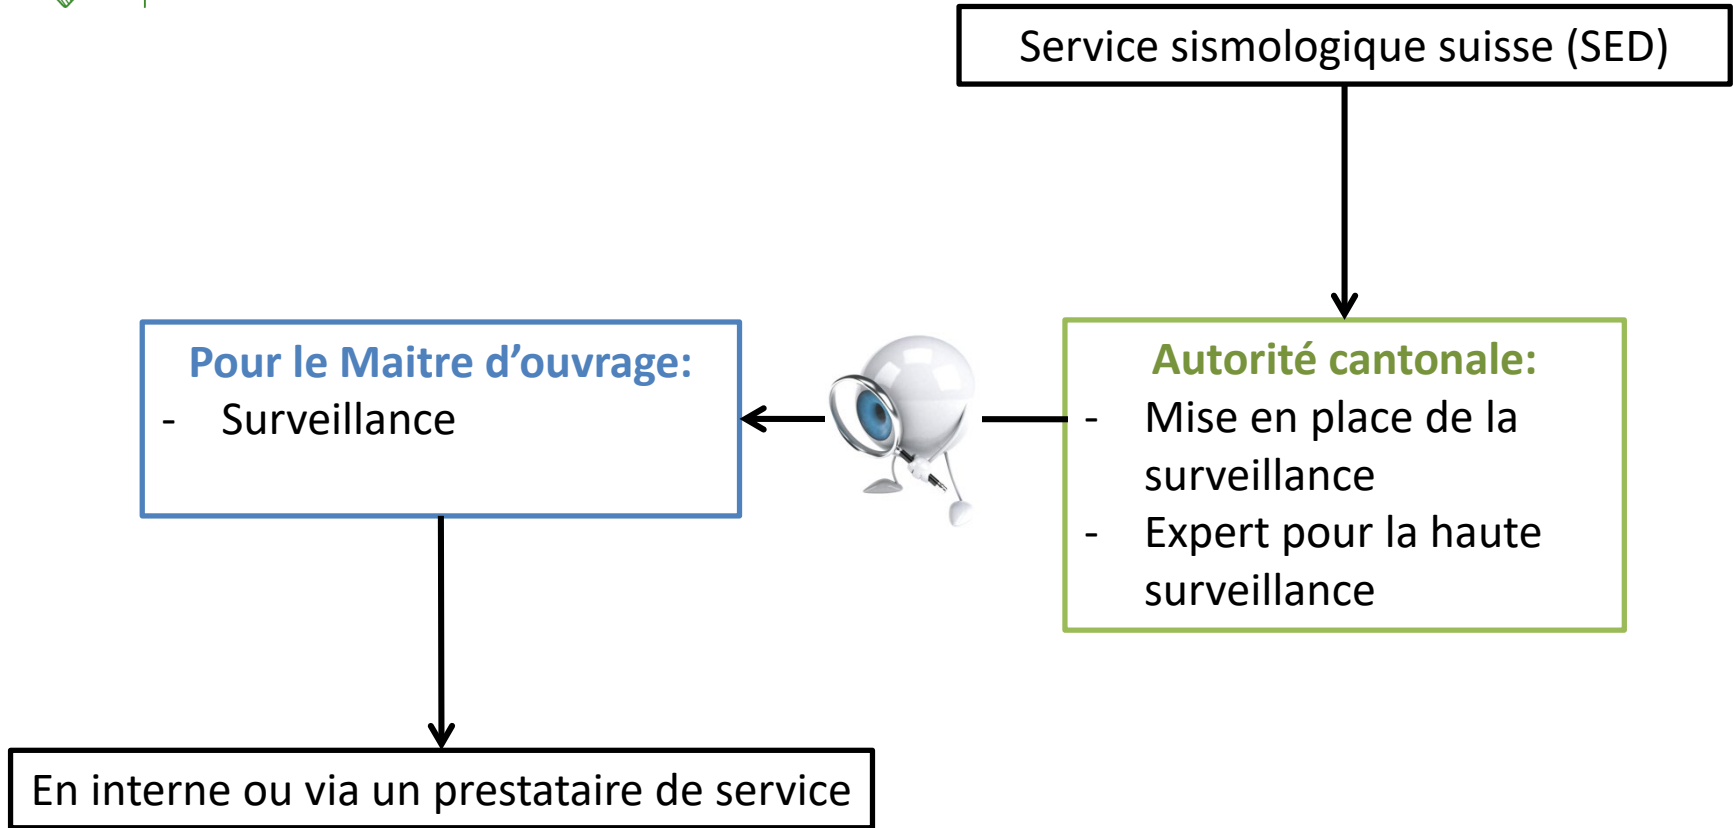 Service sismologique suisse (SED)
Pour le Maitre d’ouvrage:
- Surveillance
Autorité cantonale:
- Mise en place de la
surveillance
- Expert pour la haute
surveillance
En interne ou via un prestataire de service